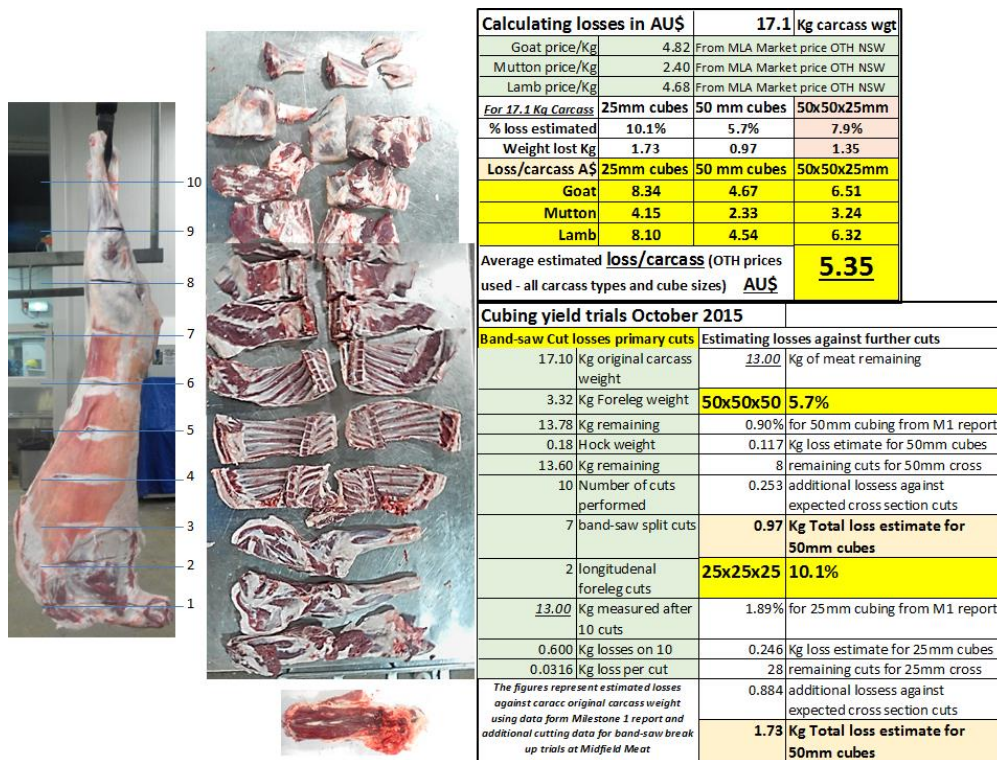 10
9
8
7
6
5
4
3
2
1
Calculating losses in AU$ 17.1 Kg carcass wgt
Goat price/Kg 4.82 From MLA Market price OTH NSW
Mutton price/Kg 2.40 From MLA Market price OTH NSW
Lamb price/Kg 4.68 From MLA Market price OTH NSW
For 17.1 Kg Carcass 25mm cubes 50 mm cubes 50x50x25mm
% loss estimated 10.1% 5.7% 7.9%
Weight lost Kg 1.73 0.97 1.35
Loss/carcass A$ 25mm cubes 50 mm cubes 50x50x25mm
Goat 8.34 4.67 6.51
Mutton 4.15 2.33 3.24
Lamb 8.10 4.54 6.32
Average estimated loss/carcass (OTH prices
used - all carcass types and cube sizes) AU$ 5.35
Cubing yield trials October 2015
Band-saw Cut losses primary cuts Estimating losses against further cuts
17.10 Kg original carcass 13.00 Kg of meat remaining
weight
3.32 Kg Foreleg weight 50x50x50 5.7%
13.78 Kg remaining 0.90% for 50mm cubing from M1 report
0.18 Hock weight 0.117 Kg loss etimate for 50mm cubes
13.60 Kg remaining 8 remaining cuts for 50mm cross
10 Number of cuts 0.253 additional lossess against
performed expected cross section cuts
7 band-saw split cuts 0.97 Kg Total loss estimate for
50mm cubes
2 longitudenal 25x25x25 10.1%
foreleg cuts
13.00 Kg measured after 1.89% for 25mm cubing from M1 report
10 cuts
0.600 Kg losses on 10 0.246 Kg loss estimate for 25mm cubes
0.0316 Kg loss per cut 28 remaining cuts for 25mm cross
The figures represent estimated losses 0.884 additional lossess against
against caracc original carcass weight expected cross section cuts
using data form Milestone 1 report and
additional cutting data for band-saw break 1.73 Kg Total loss estimate for
up trials at Midfield Meat 50mm cubes